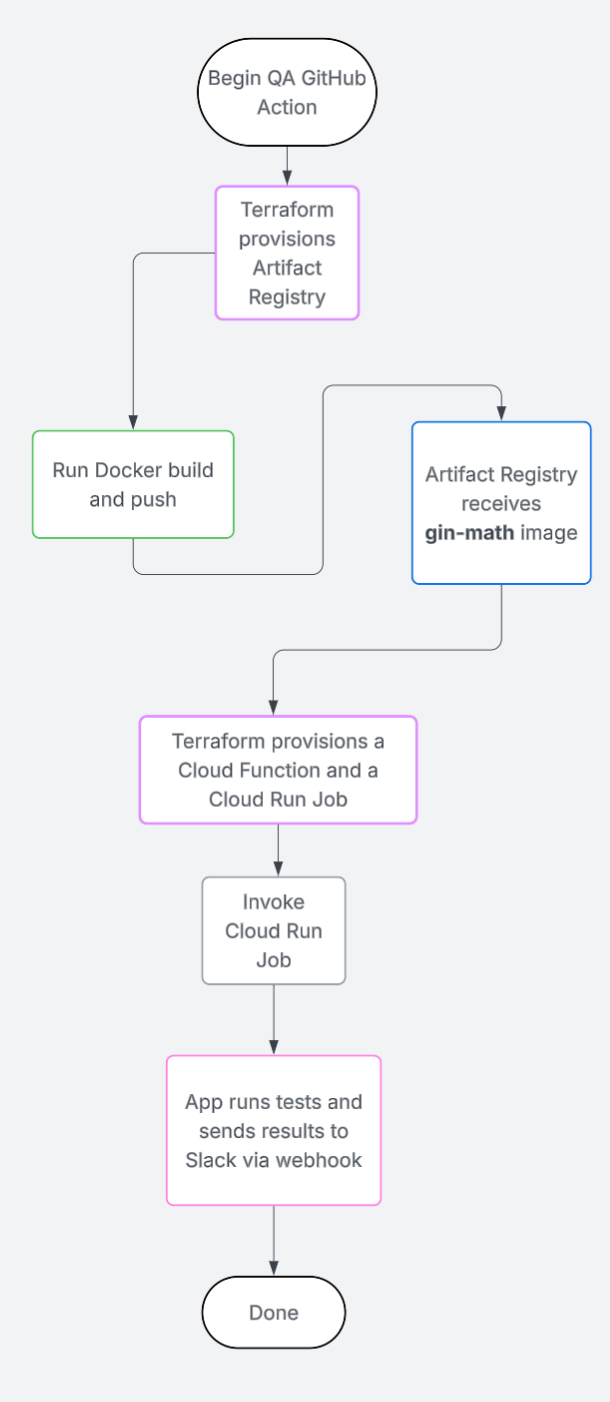 Begin QA GitHub
Action
Terraform
provisions
Artifact
Registry
Run Docker build
and push
Artifact Registry
receives
gin-math image
Terraform provisions a
Cloud Function and a
Cloud Run Job
Invoke
Cloud Run
Job
App runs tests and
sends results to
Slack via webhook
Done